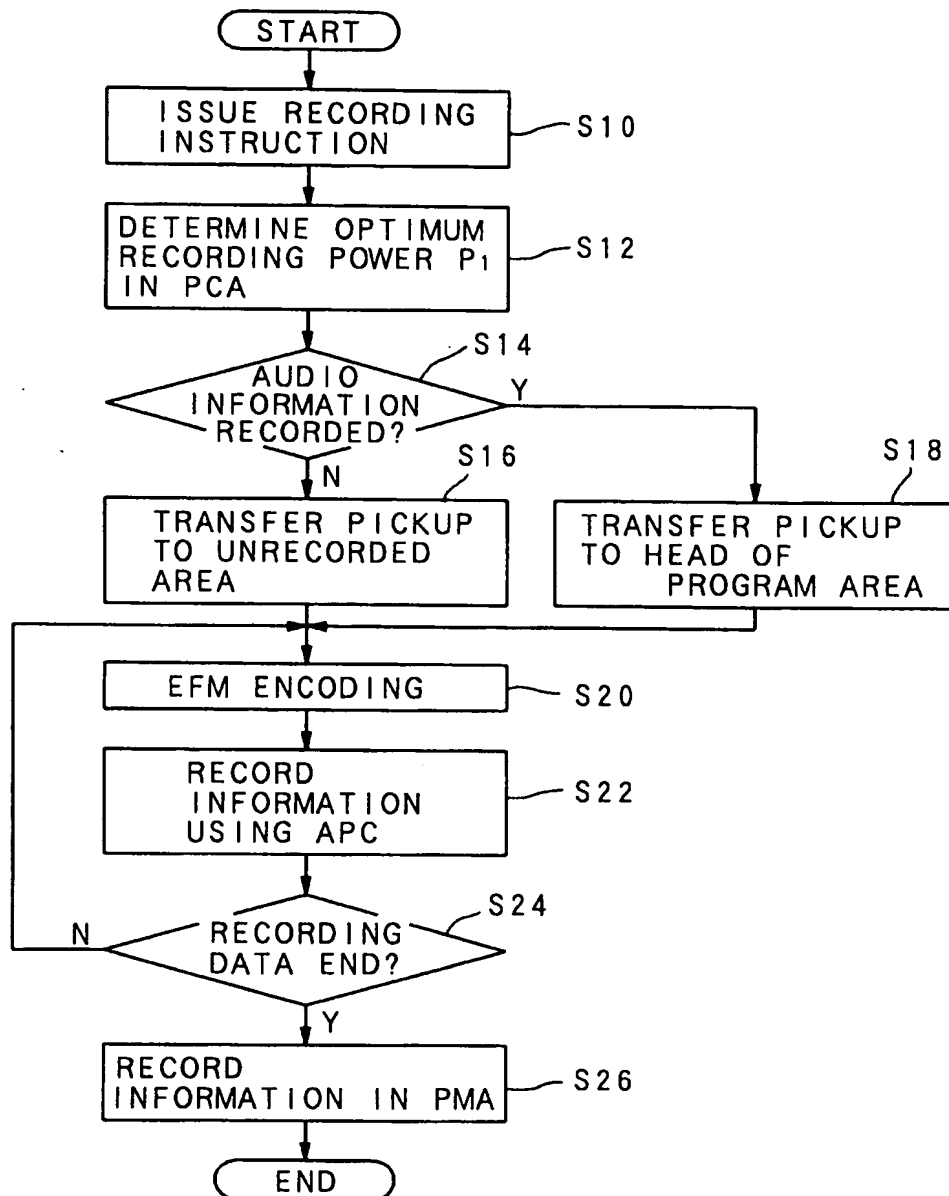 START
ISSUE RECORDING
INSTRUCTION
S10
DETERMINE OPTIMUM
RECORDING POWER P1
IN PCA
S12
AUDIO
INFORMATION
RECORDED?
S14
Y
N
S16
TRANSFER PICKUP
TO UNRECORDED
AREA
S18
TRANSFER PICKUP
TO HEAD OF
PROGRAM AREA
EFM ENCODING
S20
RECORD
INFORMATION
USING APC
S22
RECORDING
DATA END?
S24
N
Y
RECORD
INFORMATION IN PMA
S26
END